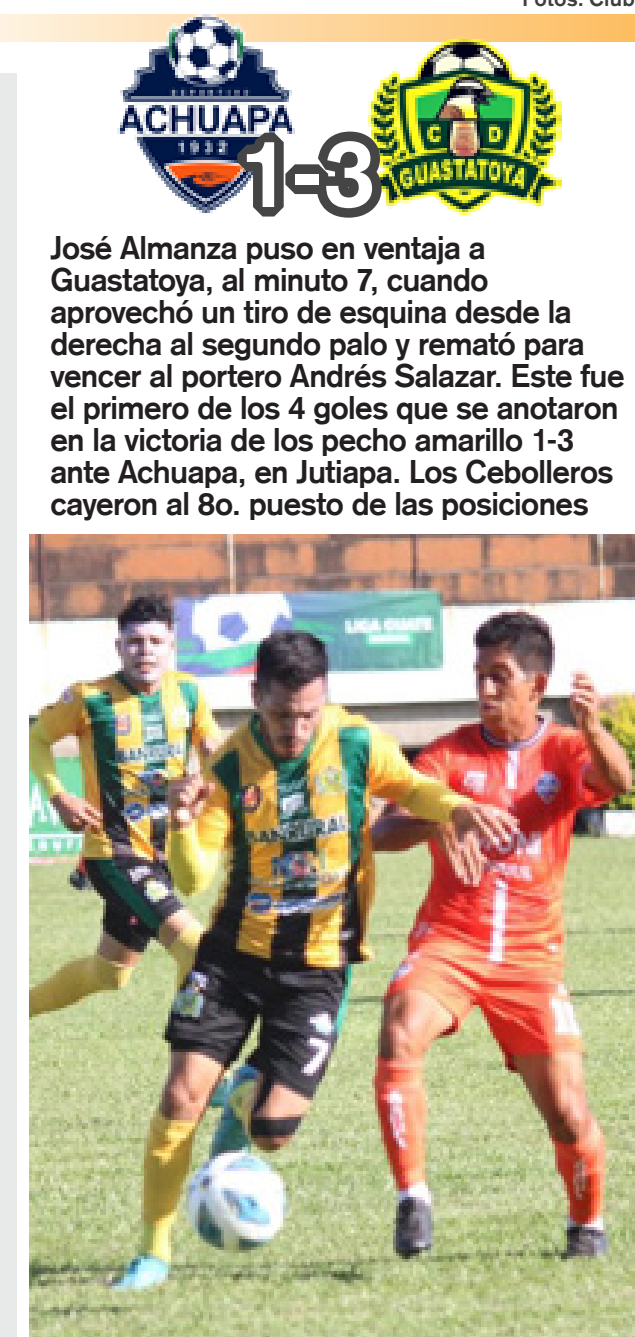 Fotos: Club
DEPORTIVO
ACHUAPA
1932
C D
GUASTATOYA
1-3
José Almanza puso en ventaja a
Guastatoya, al minuto 7, cuando
aprovechó un tiro de esquina desde la
derecha al segundo palo y remató para
vencer al portero Andrés Salazar. Este fue
el primero de los 4 goles que se anotaron
en la victoria de los pecho amarillo 1-3
ante Achuapa, en Jutiapa. Los Cebolleros
cayeron al 8o. puesto de las posiciones
LIGA GUATE
BANRURAL
BANRURAL
7